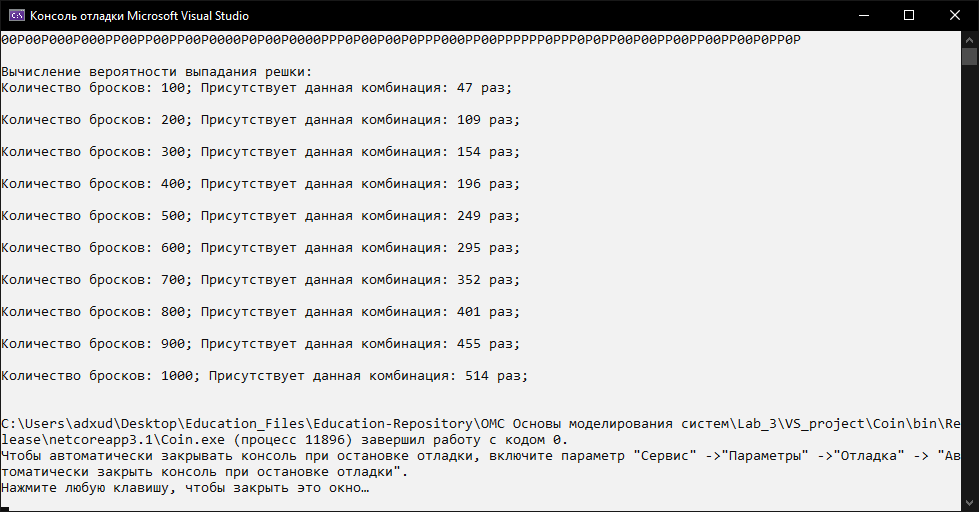 Консоль отладки Microsoft Visual Studio
00Р00Р000Р000РР00РР00РР00Р0000Р0Р00Р0000РРР0Р00Р00Р0РРР000РР00РРРРРР0РРР0Р0РР00Р00РР00РР00РР00Р0РР0Р
Вычисление вероятности выпадания решки:
Количество бросков: 100; Присутствует данная комбинация: 47 раз;
Количество бросков: 200; Присутствует данная комбинация: 109 раз;
Количество бросков: 300; Присутствует данная комбинация: 154 раз;
Количество бросков: 400; Присутствует данная комбинация: 196 раз;
Количество бросков: 500; Присутствует данная комбинация: 249 раз;
Количество бросков: 600; Присутствует данная комбинация: 295 раз;
Количество бросков: 700; Присутствует данная комбинация: 352 раз;
Количество бросков: 800; Присутствует данная комбинация: 401 раз;
Количество бросков: 900; Присутствует данная комбинация: 455 раз;
Количество бросков: 1000; Присутствует данная комбинация: 514 раз;
C:\Users\adxud\Desktop\Education_Files\Education-Repository\ОМС Основы моделирования систем\Lab_3\VS_project\Coin\bin\Re
lease\netcoreapp3.1\Coin.exe (процесс 11896) завершил работу с кодом 0.
Чтобы автоматически закрывать консоль при остановке отладки, включите параметр "Сервис" ->"Параметры" ->"Отладка" -> "Ав
томатически закрыть консоль при остановке отладки".
Нажмите любую клавишу, чтобы закрыть это окно…